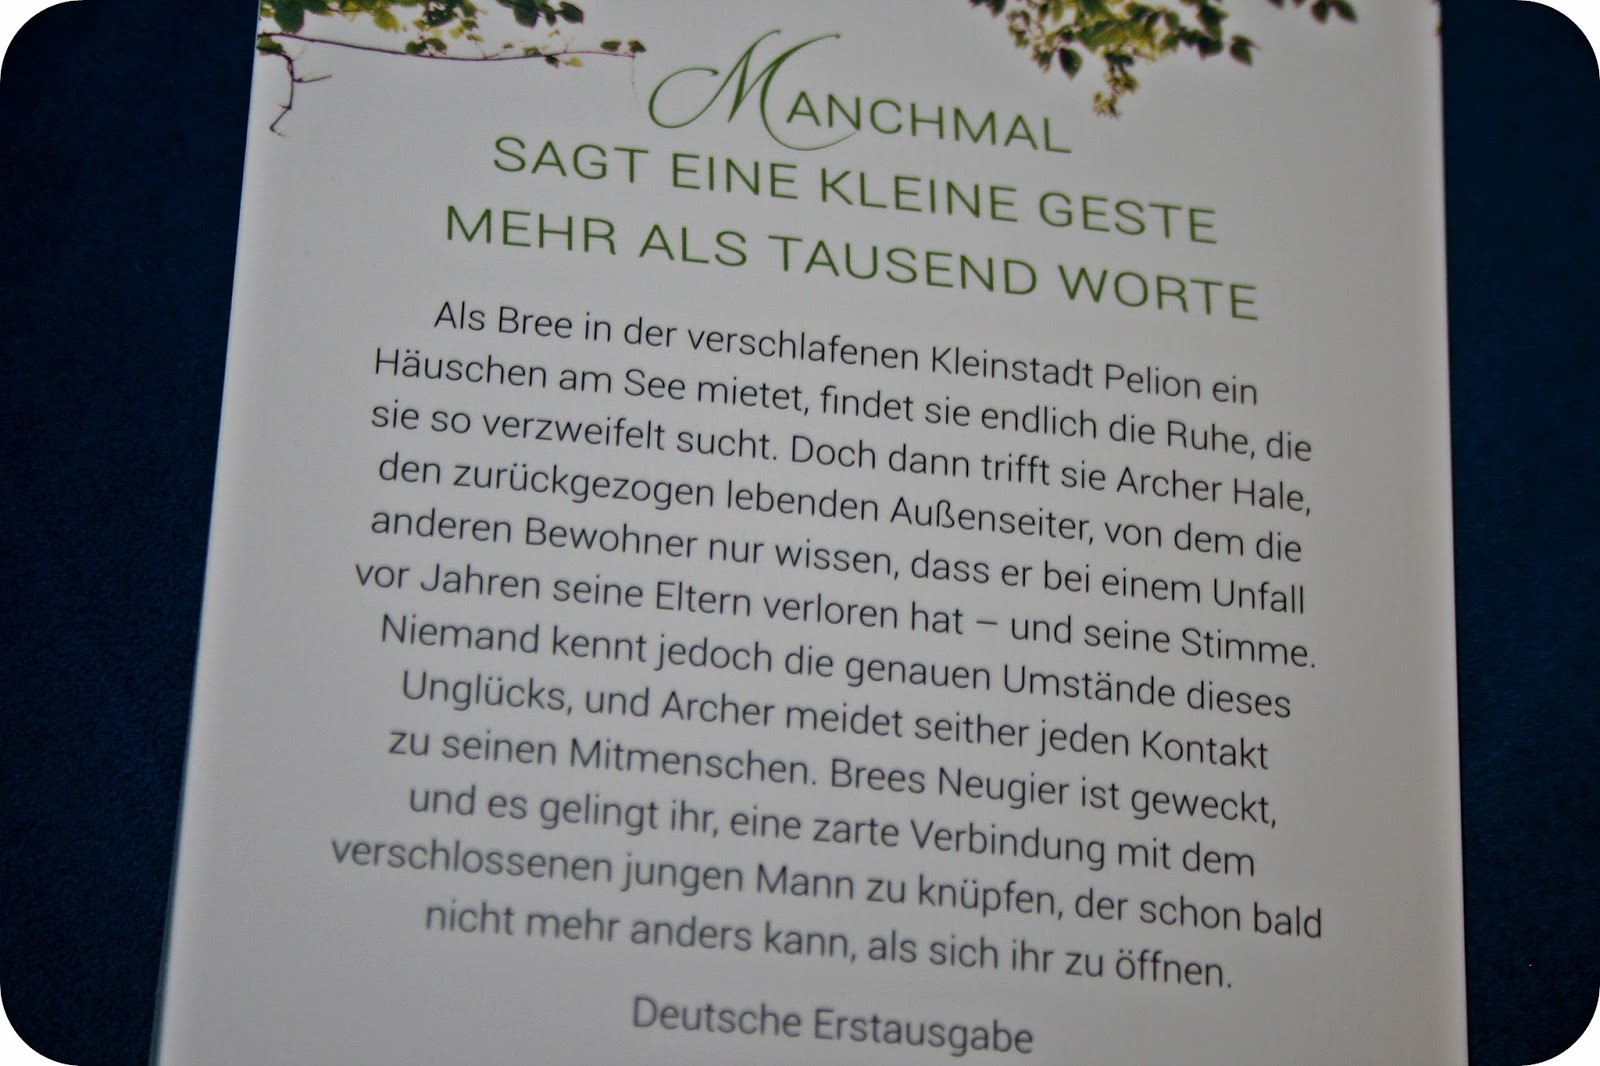 MANCHMAL
SAGT EINE KLEINE GESTE
MEHR ALS TAUSEND WORTE
Als Bree in der verschlafenen Kleinstadt Pelion ein
Häuschen am See mietet, findet sie endlich die Ruhe, die
sie so verzweifelt sucht. Doch dann trifft sie Archer Hale,
den zurückgezogen lebenden Außenseiter, von dem die
anderen Bewohner nur wissen, dass er bei einem Unfall
vor Jahren seine Eltern verloren hat – und seine Stimme.
Niemand kennt jedoch die genauen Umstände dieses
Unglücks, und Archer meidet seither jeden Kontakt
zu seinen Mitmenschen. Brees Neugier ist geweckt,
und es gelingt ihr, eine zarte Verbindung mit dem
verschlossenen jungen Mann zu knüpfen, der schon bald
nicht mehr anders kann, als sich ihr zu öffnen.
Deutsche Erstausgabe